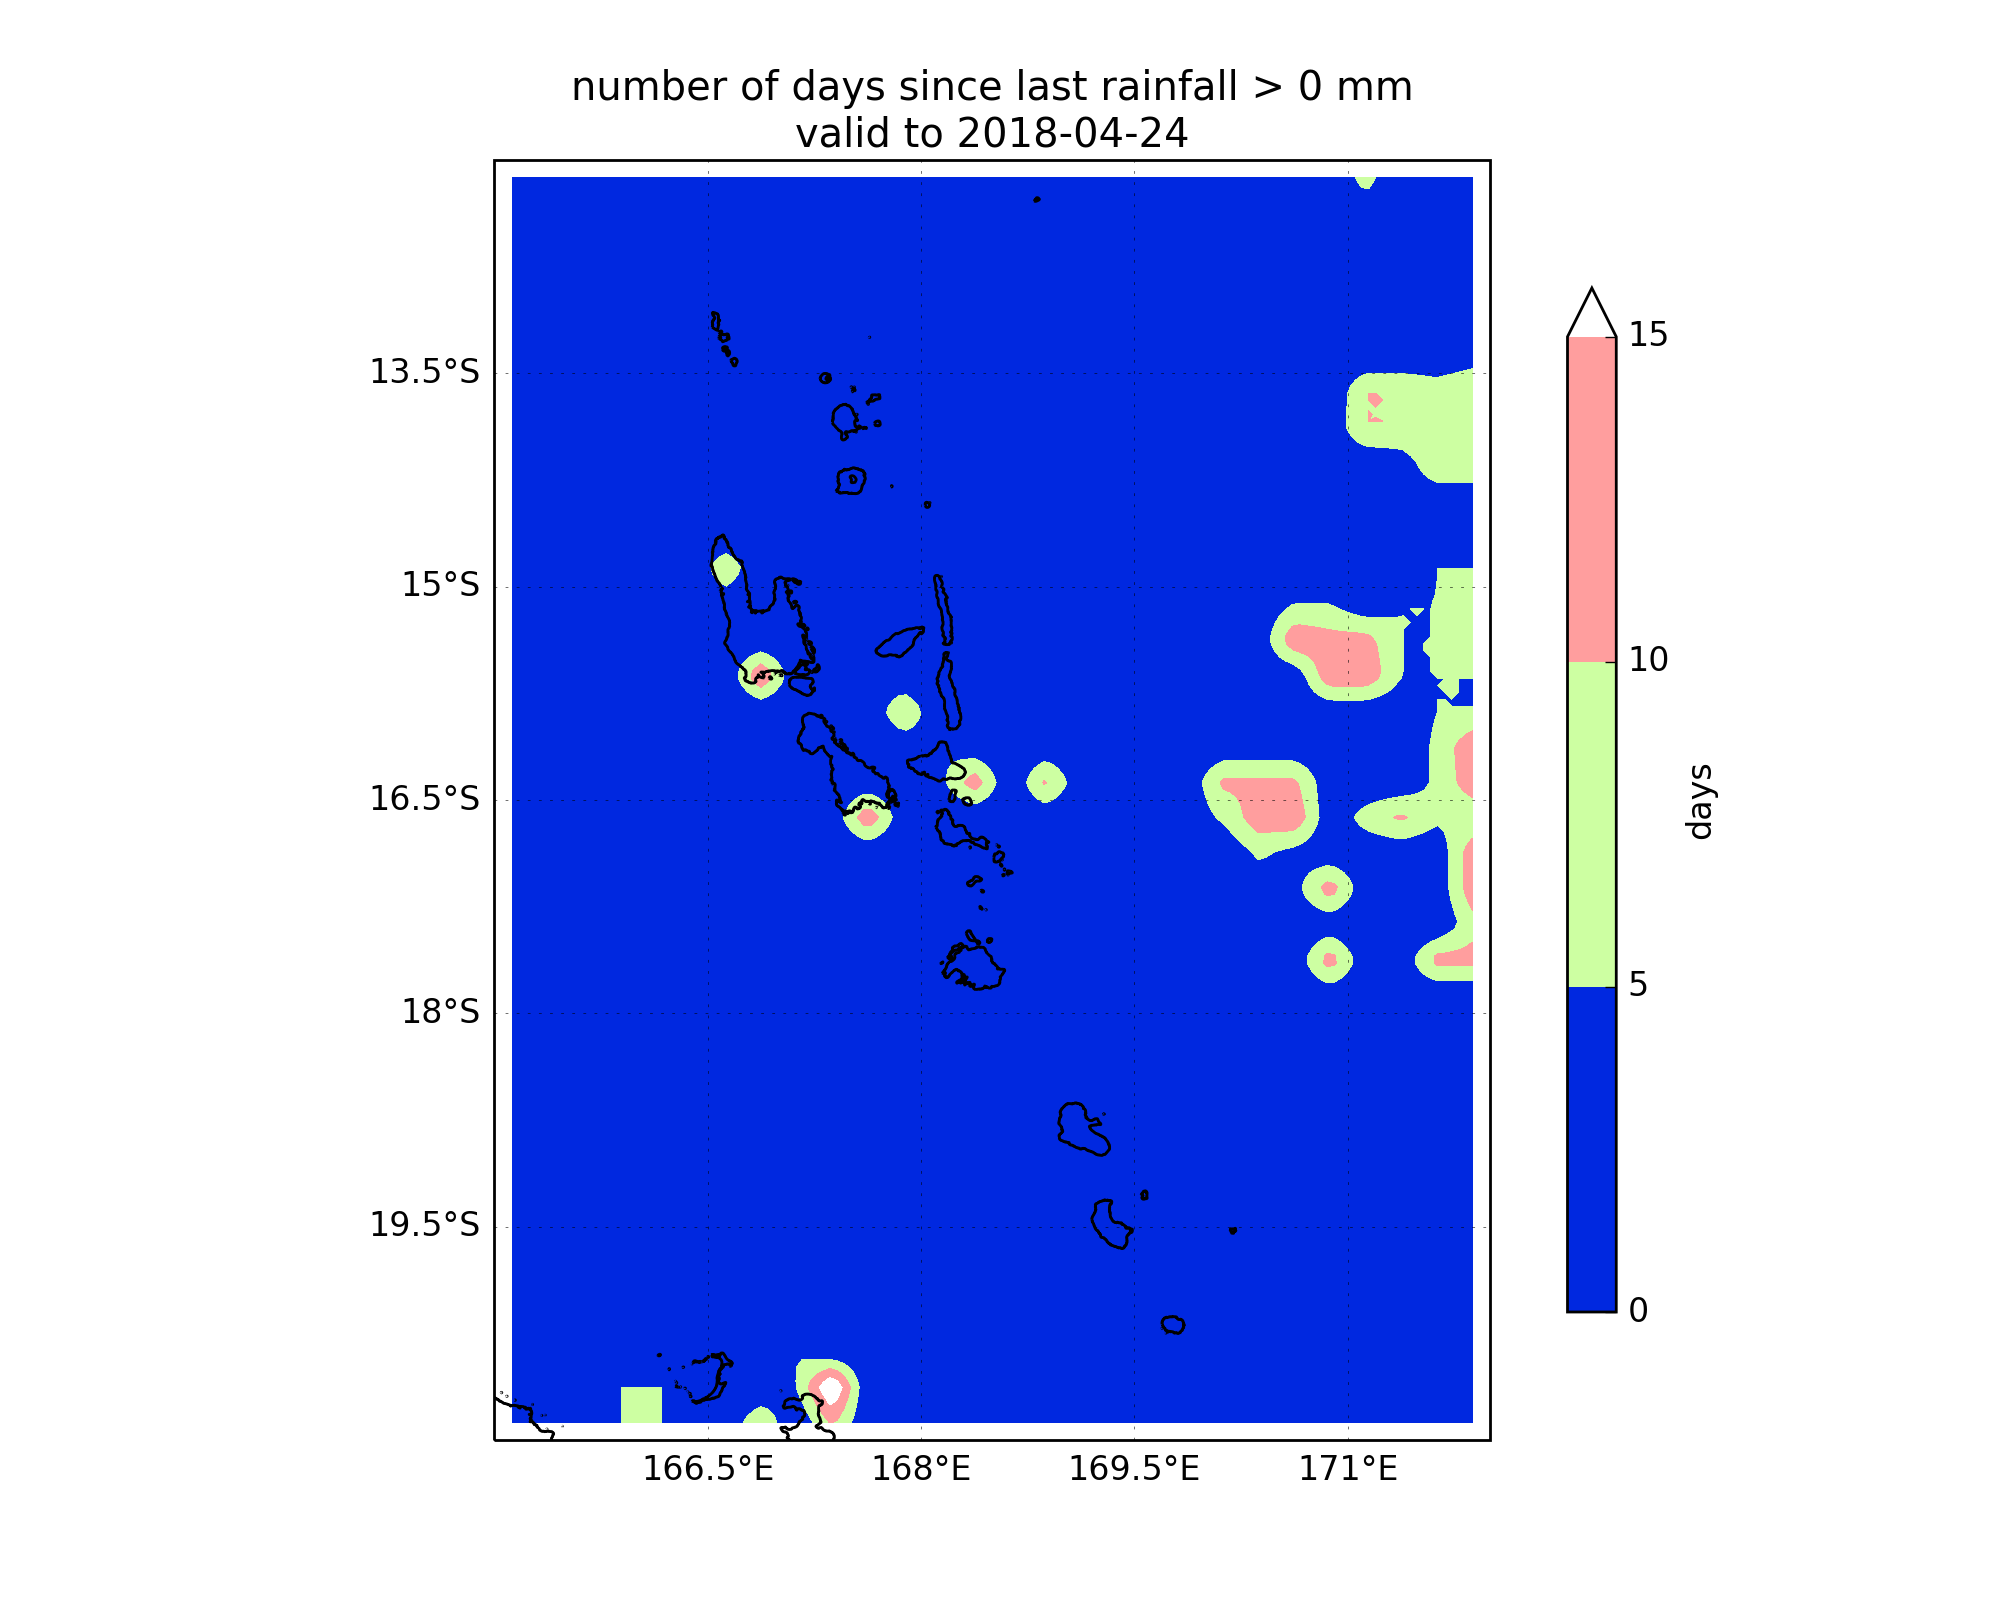 number of days since last rainfall > 0 mm
valid to 2018-04-24
13.5°S
15°S
16.5°S
18°S
19.5°S
166.5°E
168°E
169.5°E
171°E
15
10
5
0
days